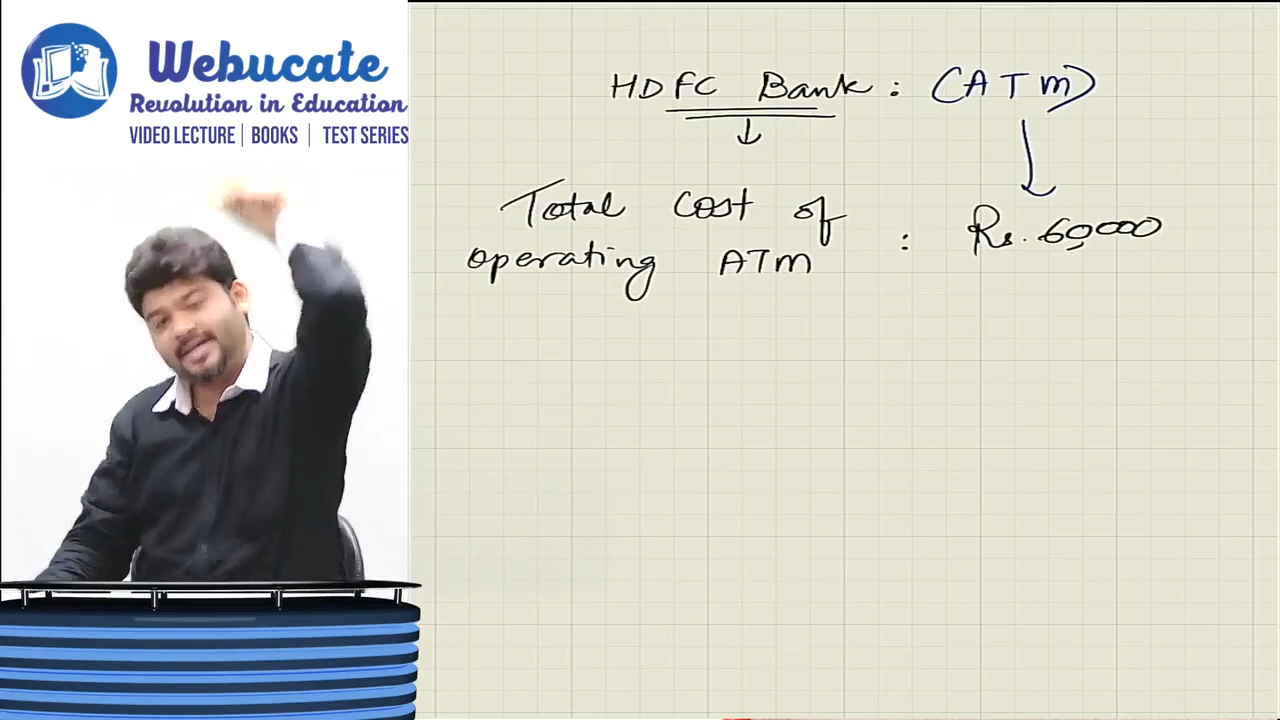 Webucate
Revolution in Education
VIDEO LECTURE | BOOKS | TEST SERIES
HDFC Bank : (ATM)
Total Cost of
operating ATM : Rs. 60,000